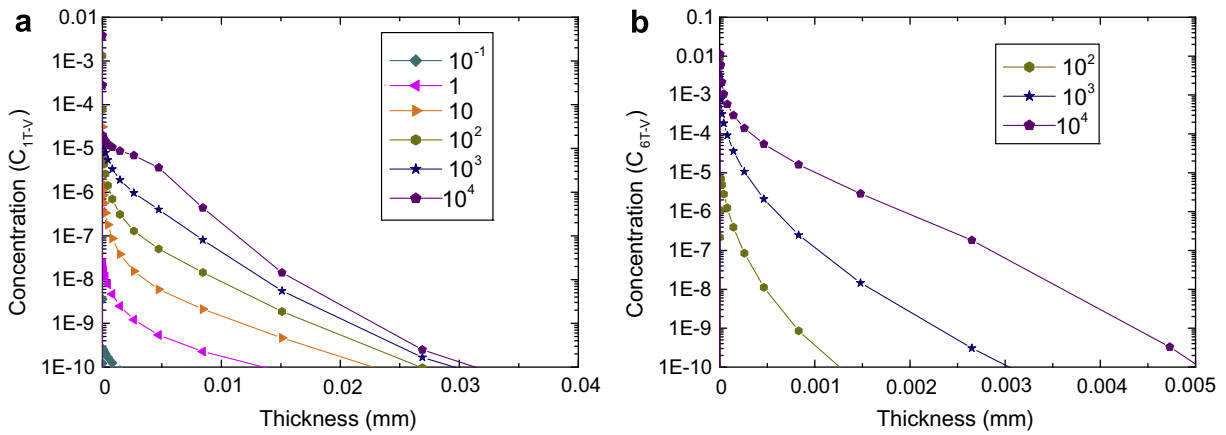 a
0.01
1E-3
1E-4
1E-5
1E-6
1E-7
1E-8
1E-9
1E-10
Concentration (C1T-V)
10-1
1
10
10²
10³
10⁴
0
0.01
0.02
0.03
0.04
Thickness (mm)
b
0.1
0.01
1E-3
1E-4
1E-5
1E-6
1E-7
1E-8
1E-9
1E-10
Concentration (C6T-V)
10²
10³
10⁴
0
0.001
0.002
0.003
0.004
0.005
Thickness (mm)